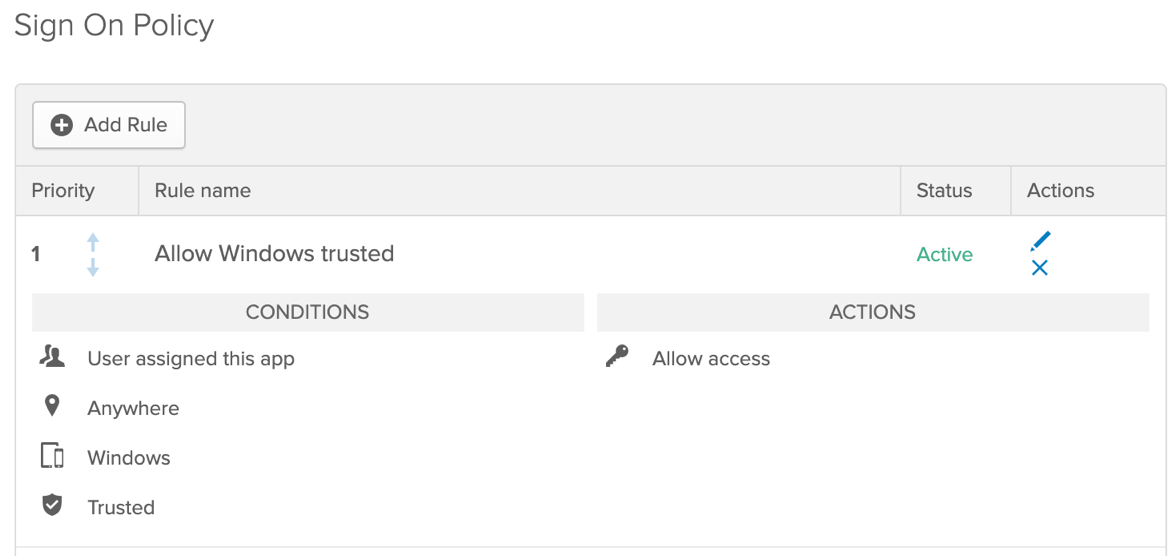 Sign On Policy
Add Rule
Priority Rule name Status Actions
1 Allow Windows trusted Active
CONDITIONS ACTIONS
User assigned this app Allow access
Anywhere
Windows
Trusted